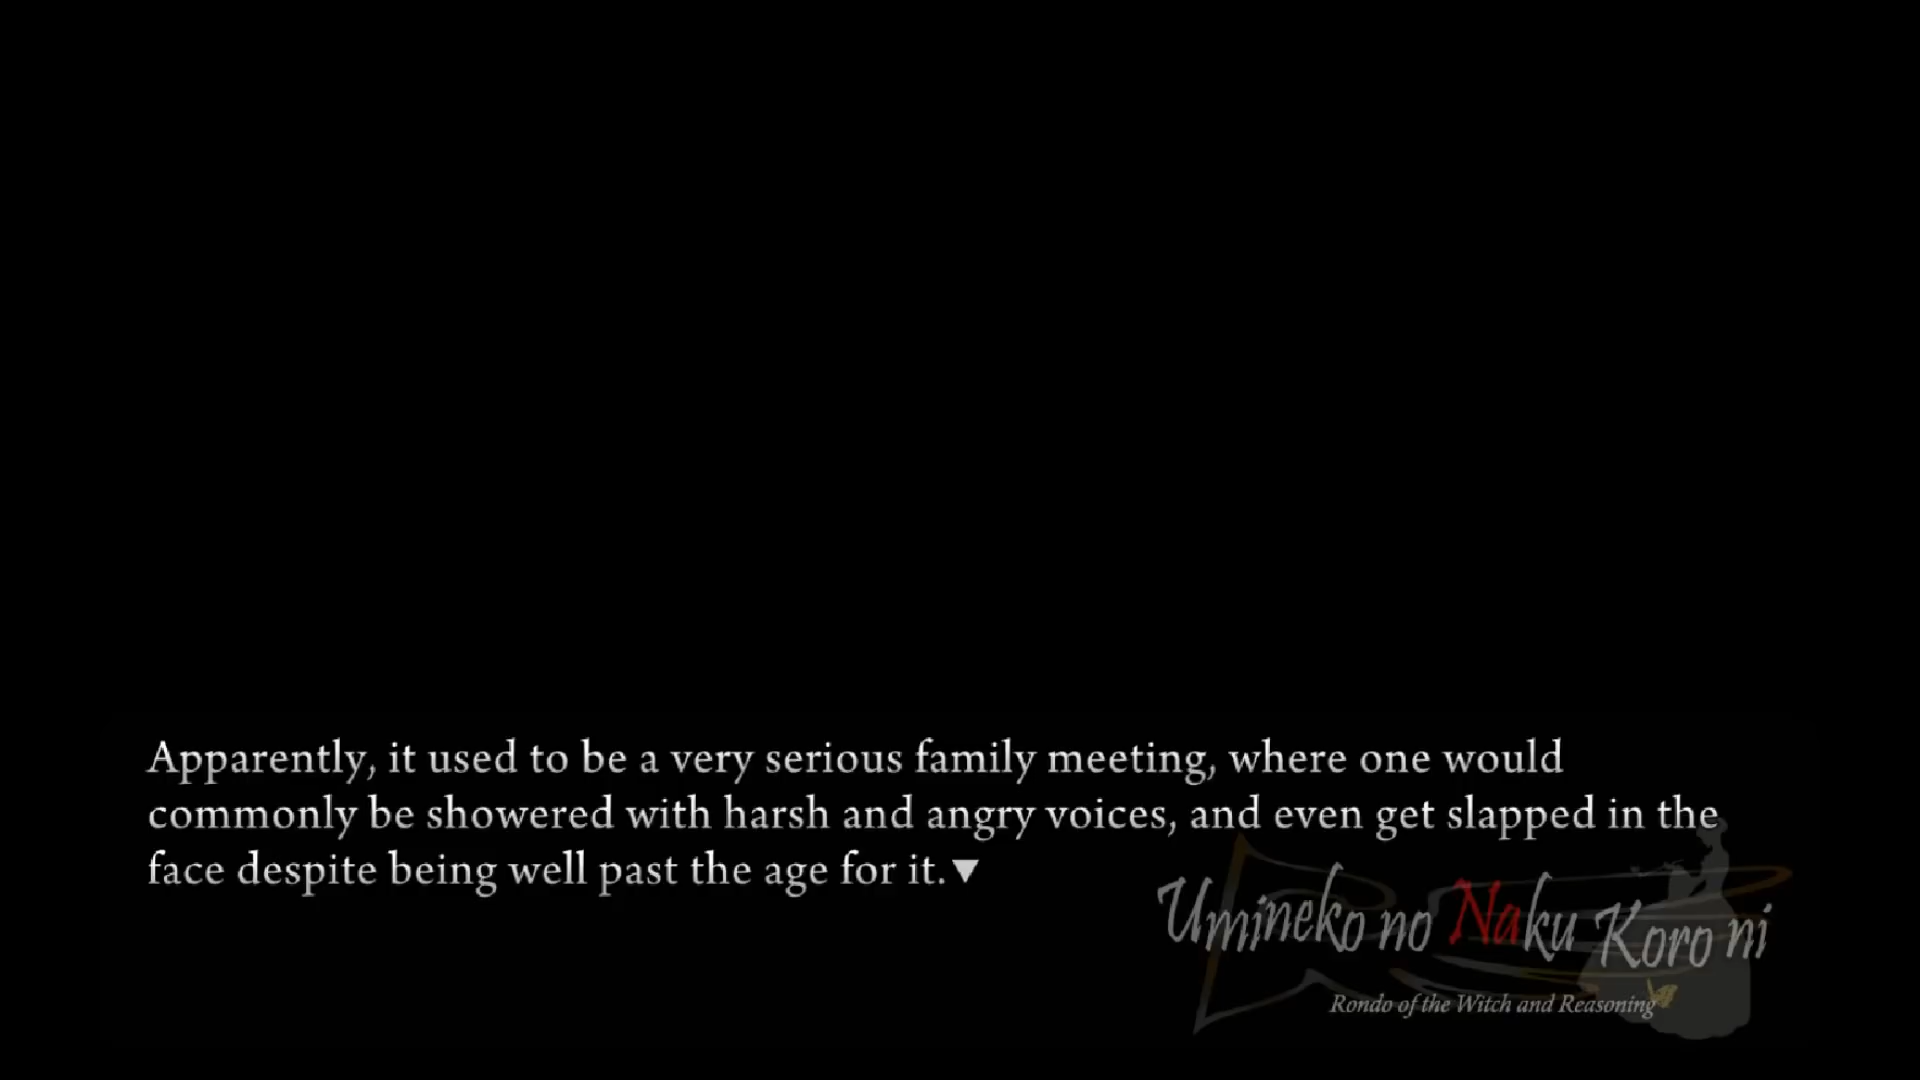 Apparently, it used to be a very serious family meeting, where one would
commonly be showered with harsh and angry voices, and even get slapped in the
face despite being well past the age for it.▼
Umineko no Naku Koro ni
Rondo of the Witch and Reasoning